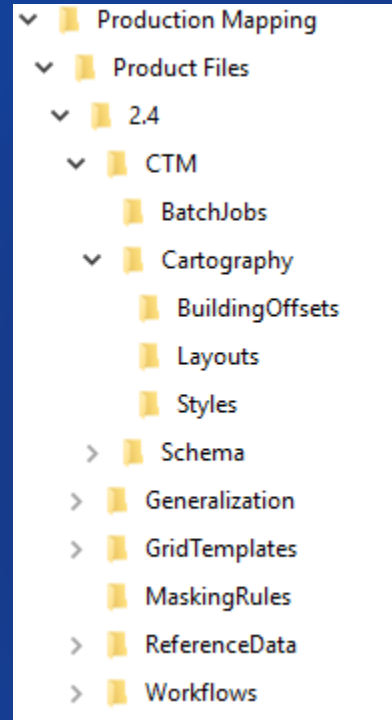 Production Mapping
Product Files
2.4
CTM
BatchJobs
Cartography
BuildingOffsets
Layouts
Styles
Schema
Generalization
GridTemplates
MaskingRules
ReferenceData
Workflows